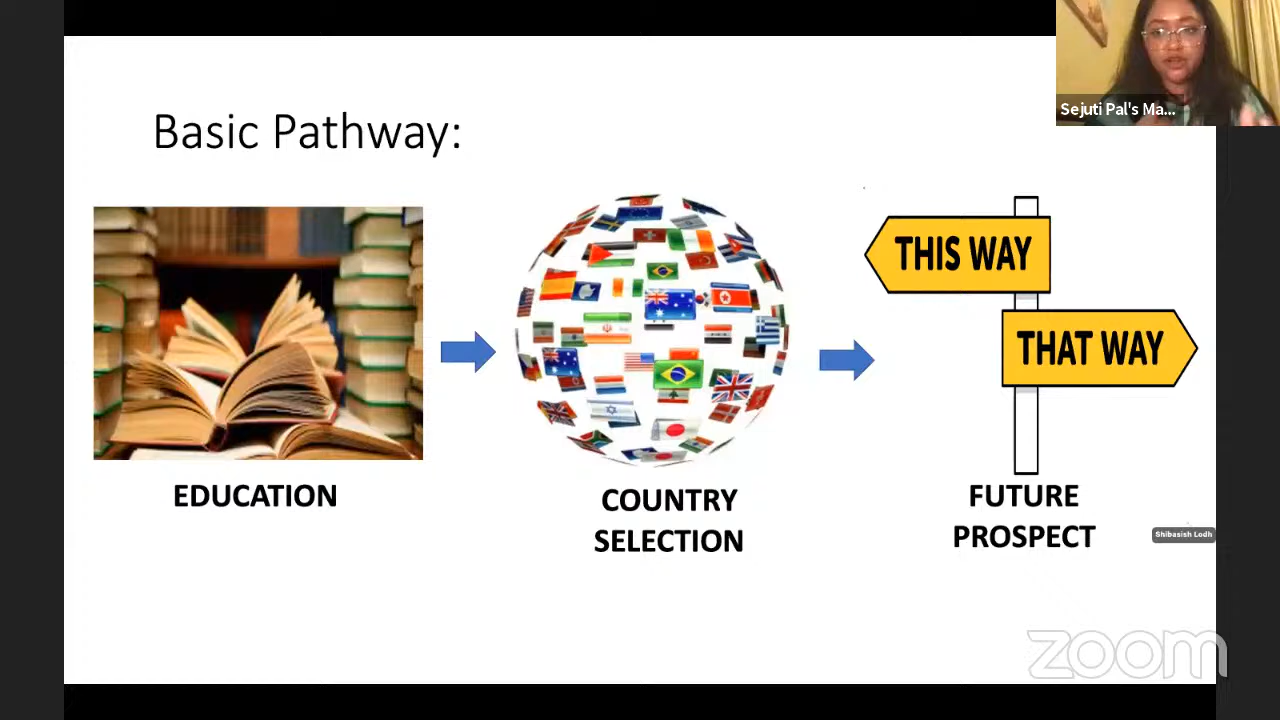 Sejuti Pal's Ma...
Basic Pathway:
THIS WAY
THAT WAY
EDUCATION
COUNTRY
SELECTION
FUTURE
PROSPECT
Shibasish Lodh
zoom